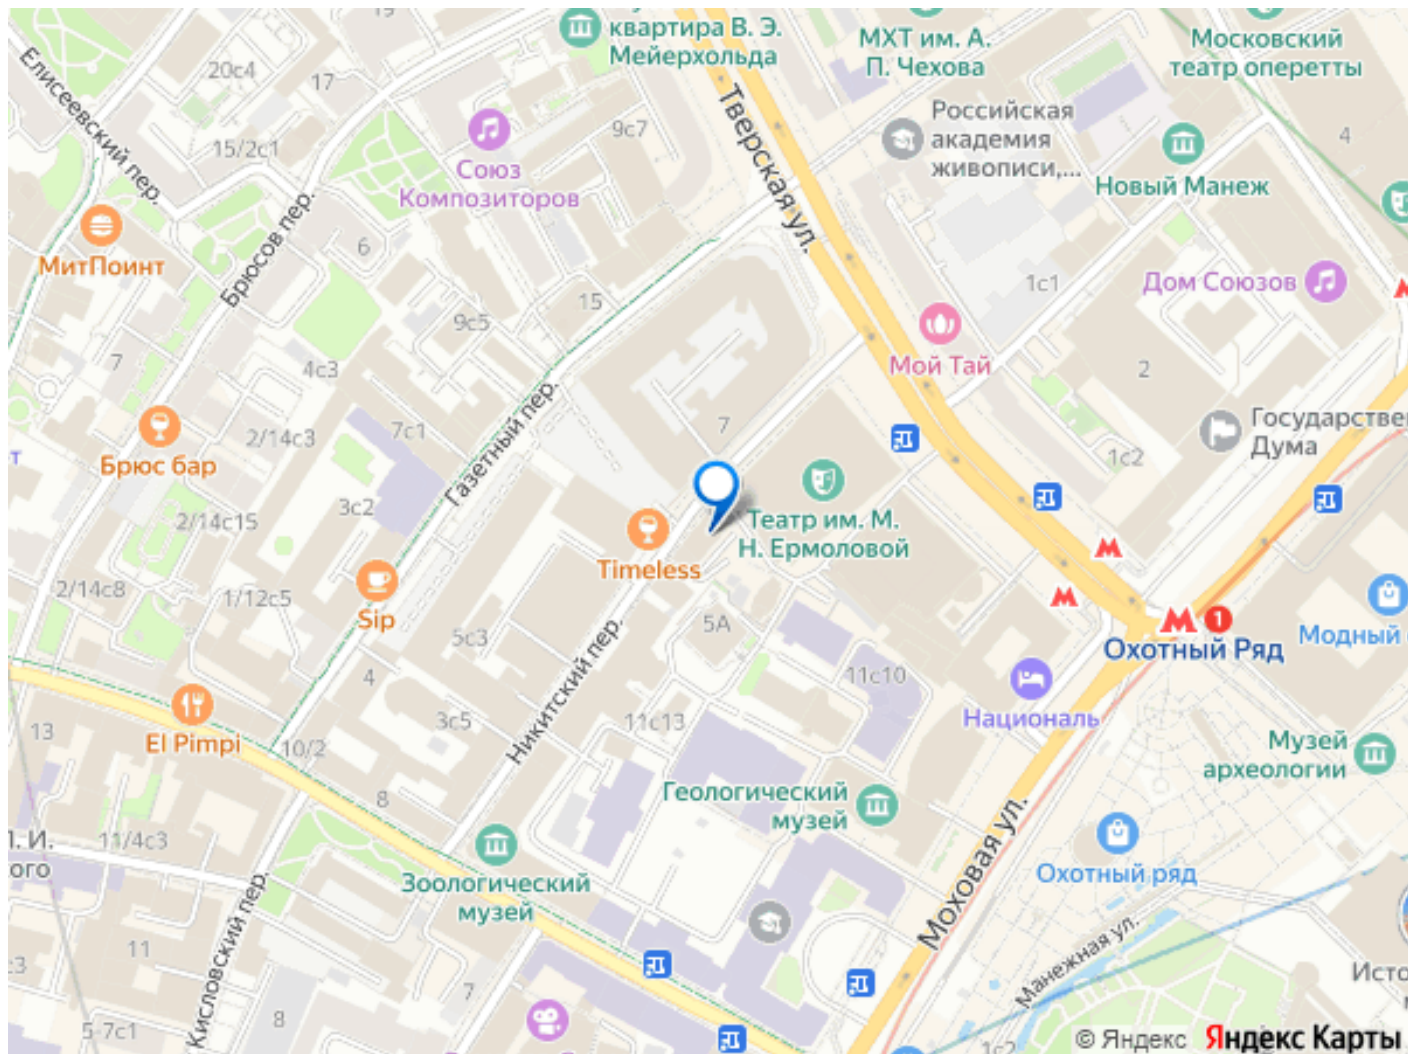 квартира В. Э.
Мейерхольда
МХТ им. А.
П. Чехова
Московский
театр оперетты
Елисеевский пер.
20с4
17
Тверская ул.
Российская
академия
живописи,...
4
9с7
15/2с1
Союз
Композиторов
Новый Манеж
МитПоинт
Брюсов пер.
6
Дом Союзов
1с1
15
9с5
Мой Тай
7
4с3
2
Газетный пер.
7
Государстве
Дума
2/14с3
7с1
1с2
Брюс бар
т
3с2
2/14с15
Театр им. М.
Н. Ермоловой
Timeless
2/14с8
1/12с5
Sip
5с3
5А
Охотный Ряд
1
Модный
Никитский пер.
4
11с10
Националь
3с5
11с13
13
El Pimpi
10/2
Музей
археологии
Геологический
музей
8
11/4с3
. И.
ого
Зоологический
музей
Моховая ул.
Охотный ряд
Кисловский пер.
11
:3
Манежная ул.
Исто
7
8
5-7с1
1с2
© Яндекс Яндекс Карты